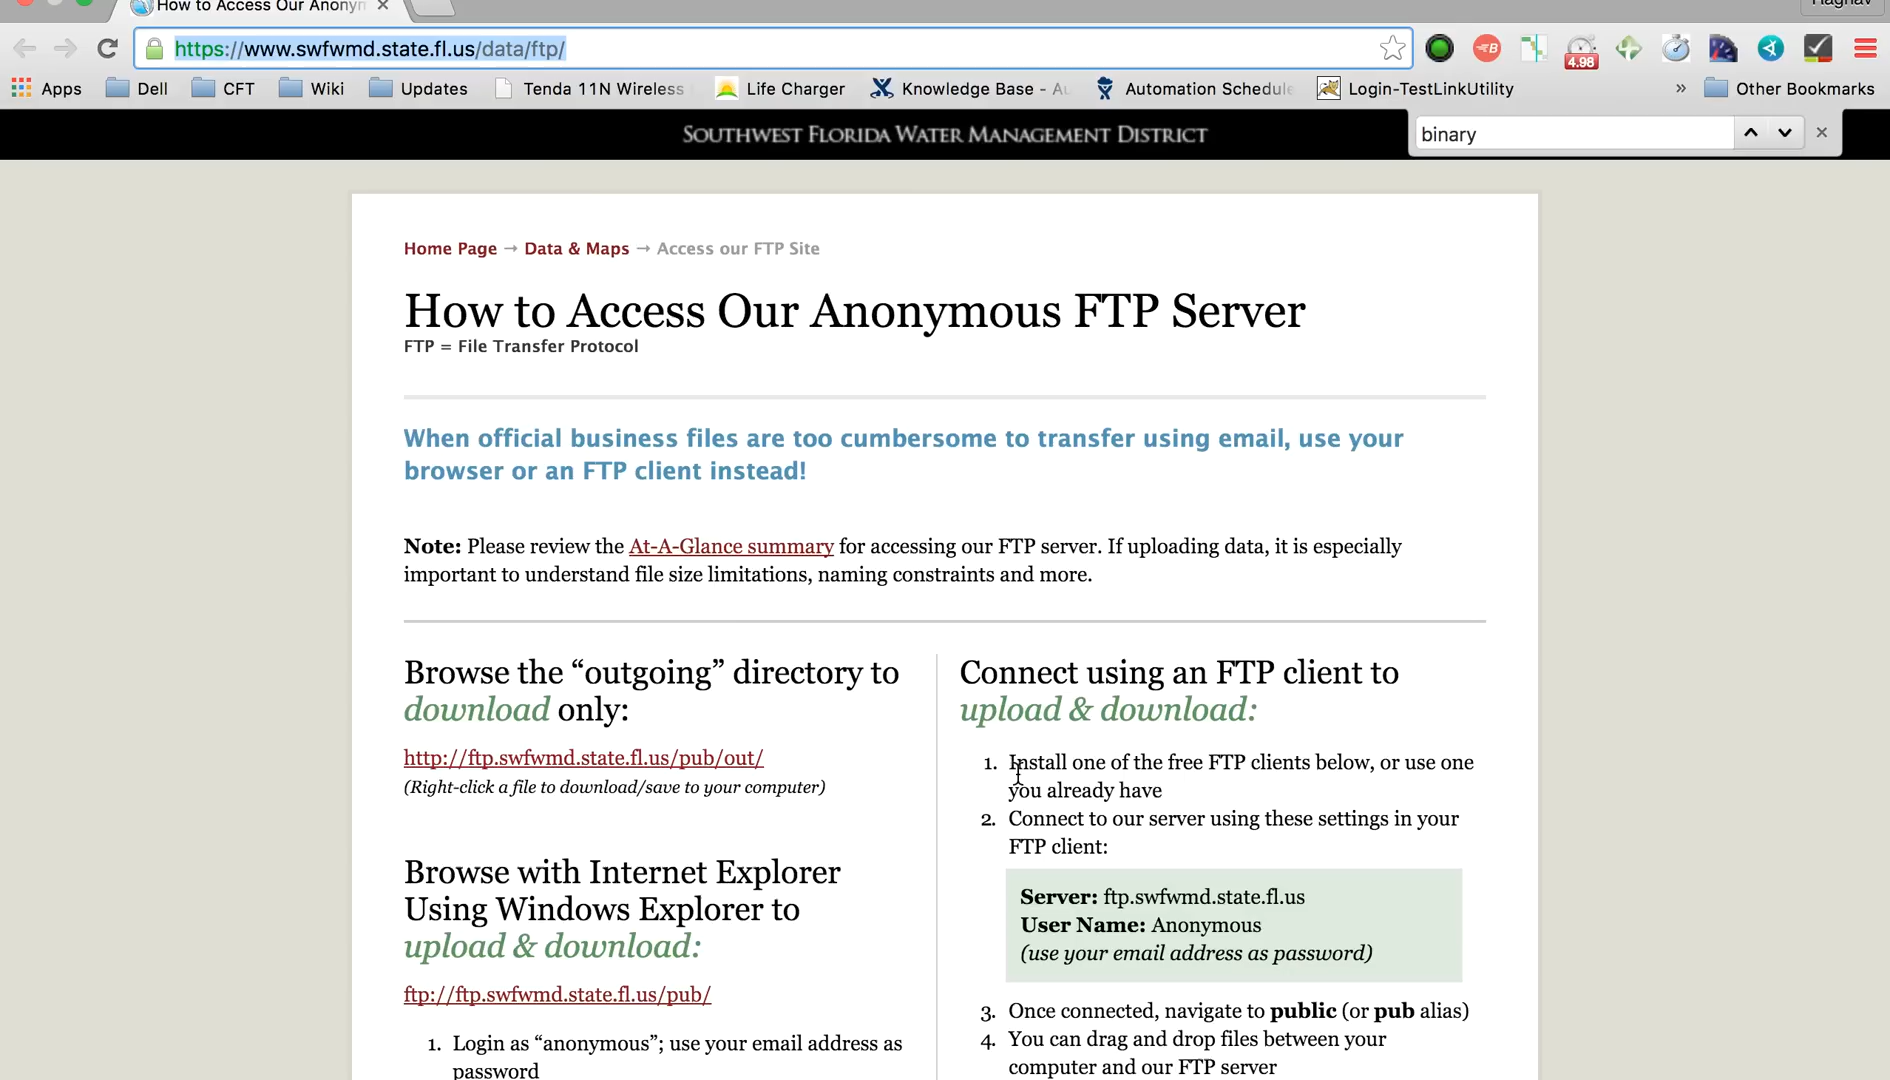 How to Access Our Anonym
Raghav
https://www.swfwmd.state.fl.us/data/ftp/
4.98
Apps
Dell
CFT
Wiki
Updates
Tenda 11N Wireless
Life Charger
Knowledge Base - Au
Automation Schedule
Login-TestLinkUtility
»
Other Bookmarks
SOUTHWEST FLORIDA WATER MANAGEMENT DISTRICT
binary
Home Page → Data & Maps → Access our FTP Site
How to Access Our Anonymous FTP Server
FTP = File Transfer Protocol
When official business files are too cumbersome to transfer using email, use your
browser or an FTP client instead!
Note: Please review the At-A-Glance summary for accessing our FTP server. If uploading data, it is especially
important to understand file size limitations, naming constraints and more.
Browse the “outgoing” directory to
download only:
http://ftp.swfwmd.state.fl.us/pub/out/
(Right-click a file to download/save to your computer)
Browse with Internet Explorer
Using Windows Explorer to
upload & download:
ftp://ftp.swfwmd.state.fl.us/pub/
1. Login as “anonymous”; use your email address as
password
Connect using an FTP client to
upload & download:
1. Install one of the free FTP clients below, or use one
you already have
2. Connect to our server using these settings in your
FTP client:
Server: ftp.swfwmd.state.fl.us
User Name: Anonymous
(use your email address as password)
3. Once connected, navigate to public (or pub alias)
4. You can drag and drop files between your
computer and our FTP server